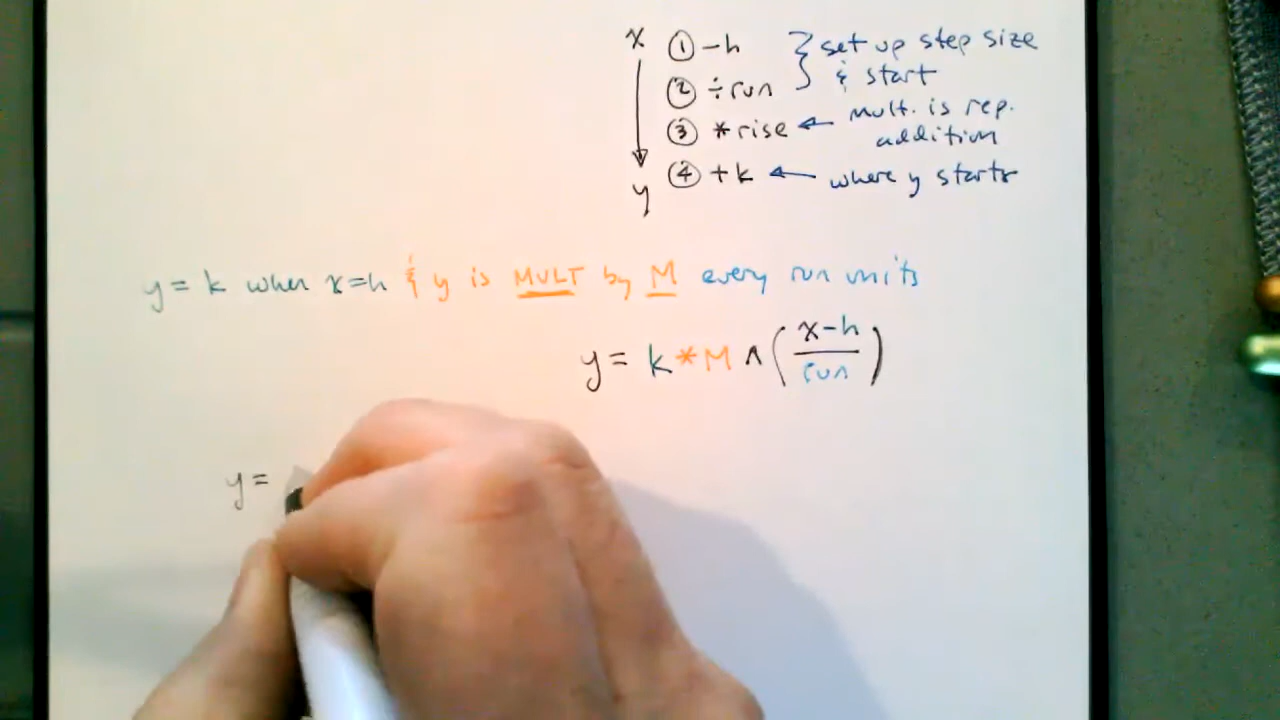 x ① -h } set up step size
② ÷run & start
③ *rise ← mult. is rep. addition
④ +k ← where y starts
y
y = k when x=h & y is MULT by M every run units
y = k*M^(x-h/run)
y =